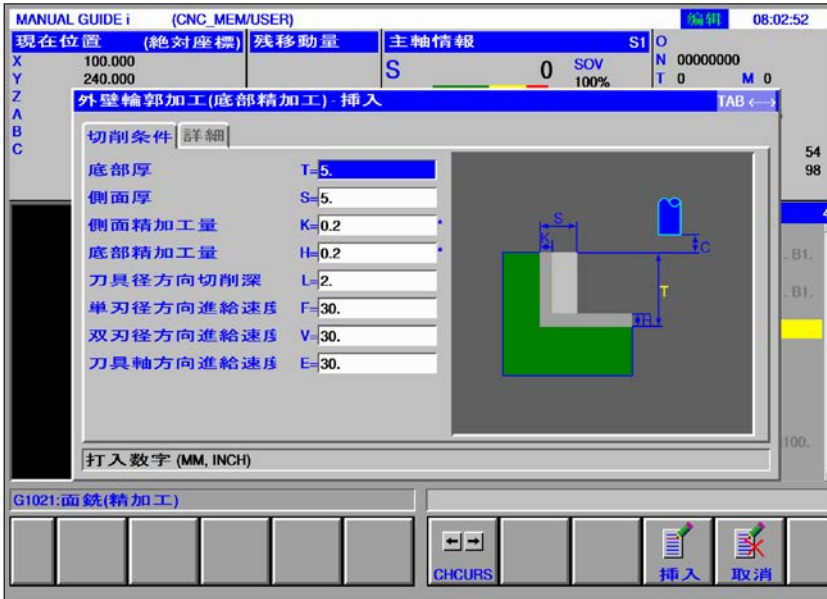 MANUAL GUIDE i (CNC_MEM/USER) 编辑 08:02:52
現在位置 (絶対座標) 残移動量 主軸情報 S1 O
X 100.000
Y 240.000
Z
A
B
C
S 0 SOV
100%
N 00000000
T 0 M 0
外壁輪郭加工(底部精加工)-挿入 TAB ←→
切削条件 詳細
底部厚 T=5.
側面厚 S=5.
側面精加工量 K=0.2 *
底部精加工量 H=0.2 *
刀具径方向切削深 L=2.
単刃径方向進給速度 F=30.
双刃径方向進給速度 V=30.
刀具軸方向進給速度 E=30.
S
K
C
T
H
54
98
4
. B1.
. B1.
100.
打入数字 (MM, INCH)
G1021:面銑(精加工)
←→
CHCURS
挿入
取消